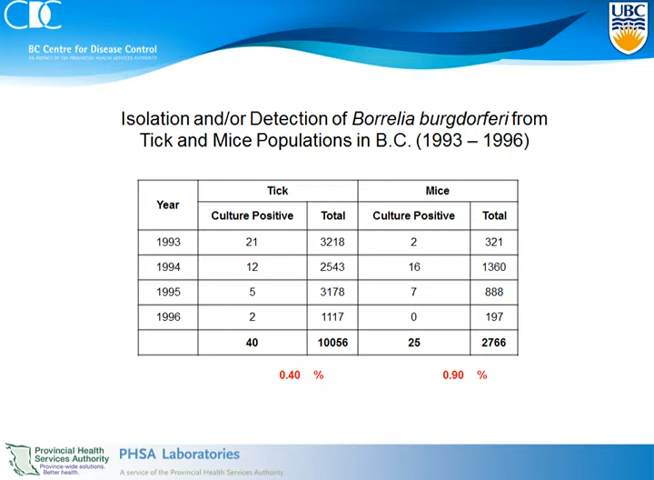 CDC
UBC
BC Centre for Disease Control
AN AGENCY OF THE PROVINCIAL HEALTH SERVICES AUTHORITY
Isolation and/or Detection of Borrelia burgdorferi from
Tick and Mice Populations in B.C. (1993 – 1996)
Year Tick Mice
Culture Positive Total Culture Positive Total
1993 21 3218 2 321
1994 12 2543 16 1360
1995 5 3178 7 888
1996 2 1117 0 197
40 10056 25 2766
0.40 % 0.90 %
Provincial Health
Services Authority
Province-wide solutions.
Better health.
PHSA Laboratories
A service of the Provincial Health Services Authority